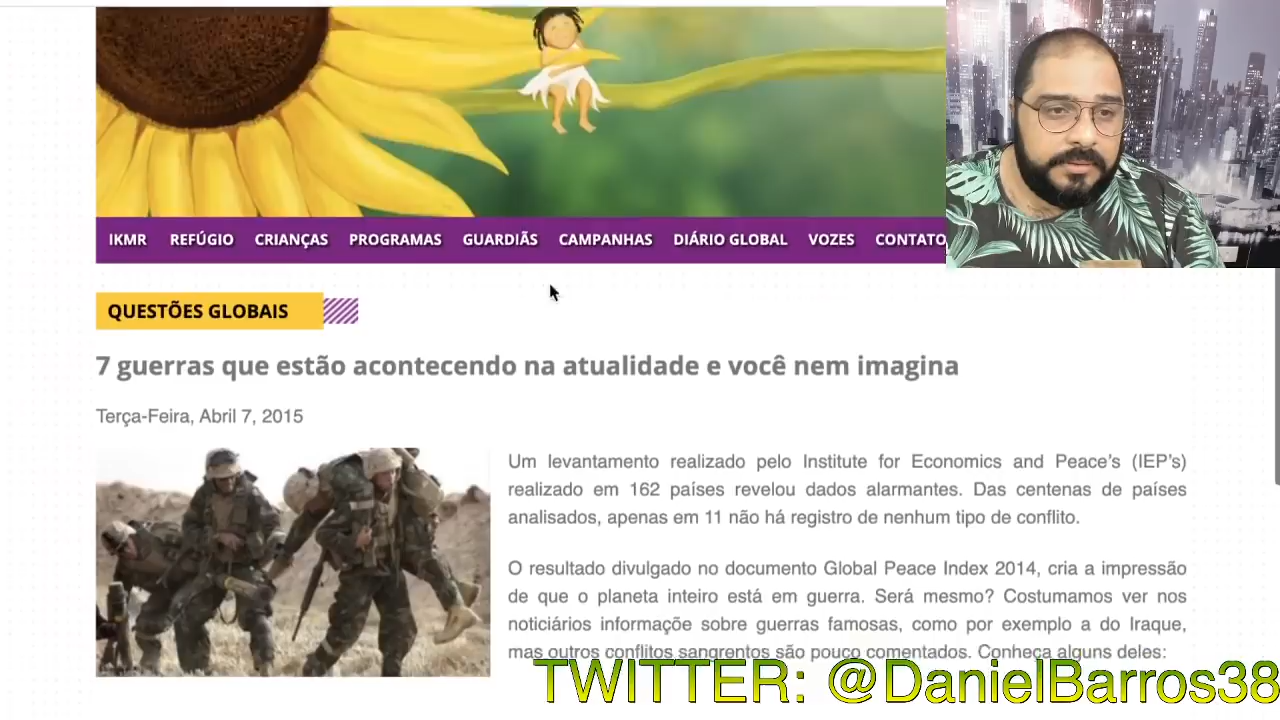 IKMR REFÚGIO CRIANÇAS PROGRAMAS GUARDIÃS CAMPANHAS DIÁRIO GLOBAL VOZES CONTATO
QUESTÕES GLOBAIS
7 guerras que estão acontecendo na atualidade e você nem imagina
Terça-Feira, Abril 7, 2015
Um levantamento realizado pelo Institute for Economics and Peace’s (IEP’s)
realizado em 162 países revelou dados alarmantes. Das centenas de países
analisados, apenas em 11 não há registro de nenhum tipo de conflito.
O resultado divulgado no documento Global Peace Index 2014, cria a impressão
de que o planeta inteiro está em guerra. Será mesmo? Costumamos ver nos
noticiários informaçõe sobre guerras famosas, como por exemplo a do Iraque,
mas outros conflitos sangrentos são pouco comentados. Conheça alguns deles:
TWITTER: @DanielBarros38